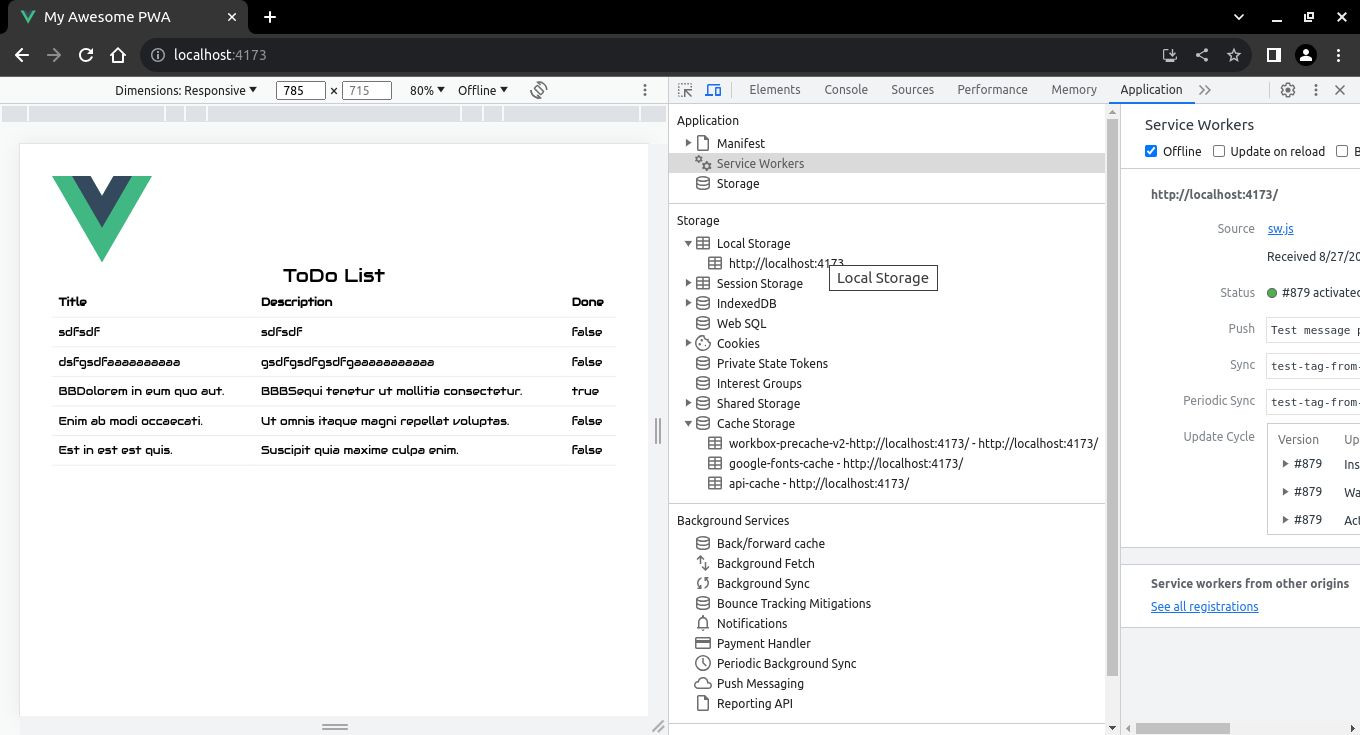 My Awesome PWA
localhost:4173
Dimensions: Responsive
785 × 715
80%
Offline
Elements
Console
Sources
Performance
Memory
Application
ToDo List
Title Description Done
sdfsdf sdfsdf false
dsfgsdfaaaaaaaaaa gsdfgsdfgsdfgaaaaaaaaaaa false
BBDolorem in eum quo aut. BBBSequi tenetur ut mollitia consectetur. true
Enim ab modi occaecati. Ut omnis itaque magni repellat voluptas. false
Est in est est quis. Suscipit quia maxime culpa enim. false
Application
Manifest
Service Workers
Storage
Storage
Local Storage
http://localhost:4173
Local Storage
Session Storage
IndexedDB
Web SQL
Cookies
Private State Tokens
Interest Groups
Shared Storage
Cache Storage
workbox-precache-v2-http://localhost:4173/ - http://localhost:4173/
google-fonts-cache - http://localhost:4173/
api-cache - http://localhost:4173/
Background Services
Back/forward cache
Background Fetch
Background Sync
Bounce Tracking Mitigations
Notifications
Payment Handler
Periodic Background Sync
Push Messaging
Reporting API
Service Workers
Offline Update on reload B
http://localhost:4173/
Source sw.js
Received 8/27/20
Status #879 activated
Push Test message p
Sync test-tag-from-
Periodic Sync test-tag-from-
Update Cycle Version Up
#879 Ins
#879 Wa
#879 Act
Service workers from other origins
See all registrations